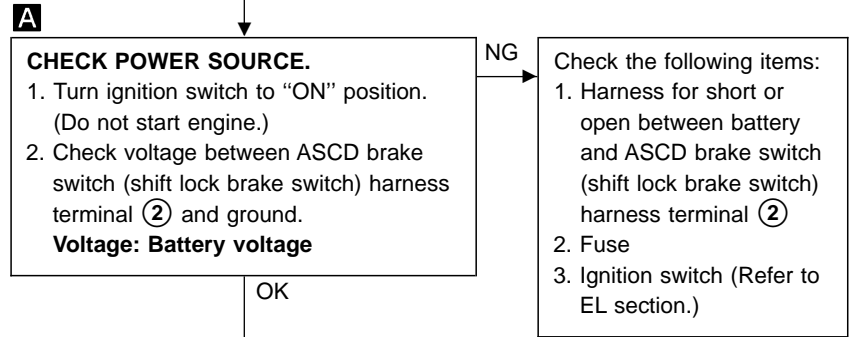 A
CHECK POWER SOURCE.
1. Turn ignition switch to ‘‘ON’’ position.
(Do not start engine.)
2. Check voltage between ASCD brake
switch (shift lock brake switch) harness
terminal ② and ground.
Voltage: Battery voltage
NG
Check the following items:
1. Harness for short or
open between battery
and ASCD brake switch
(shift lock brake switch)
harness terminal ②
2. Fuse
3. Ignition switch (Refer to
EL section.)
OK